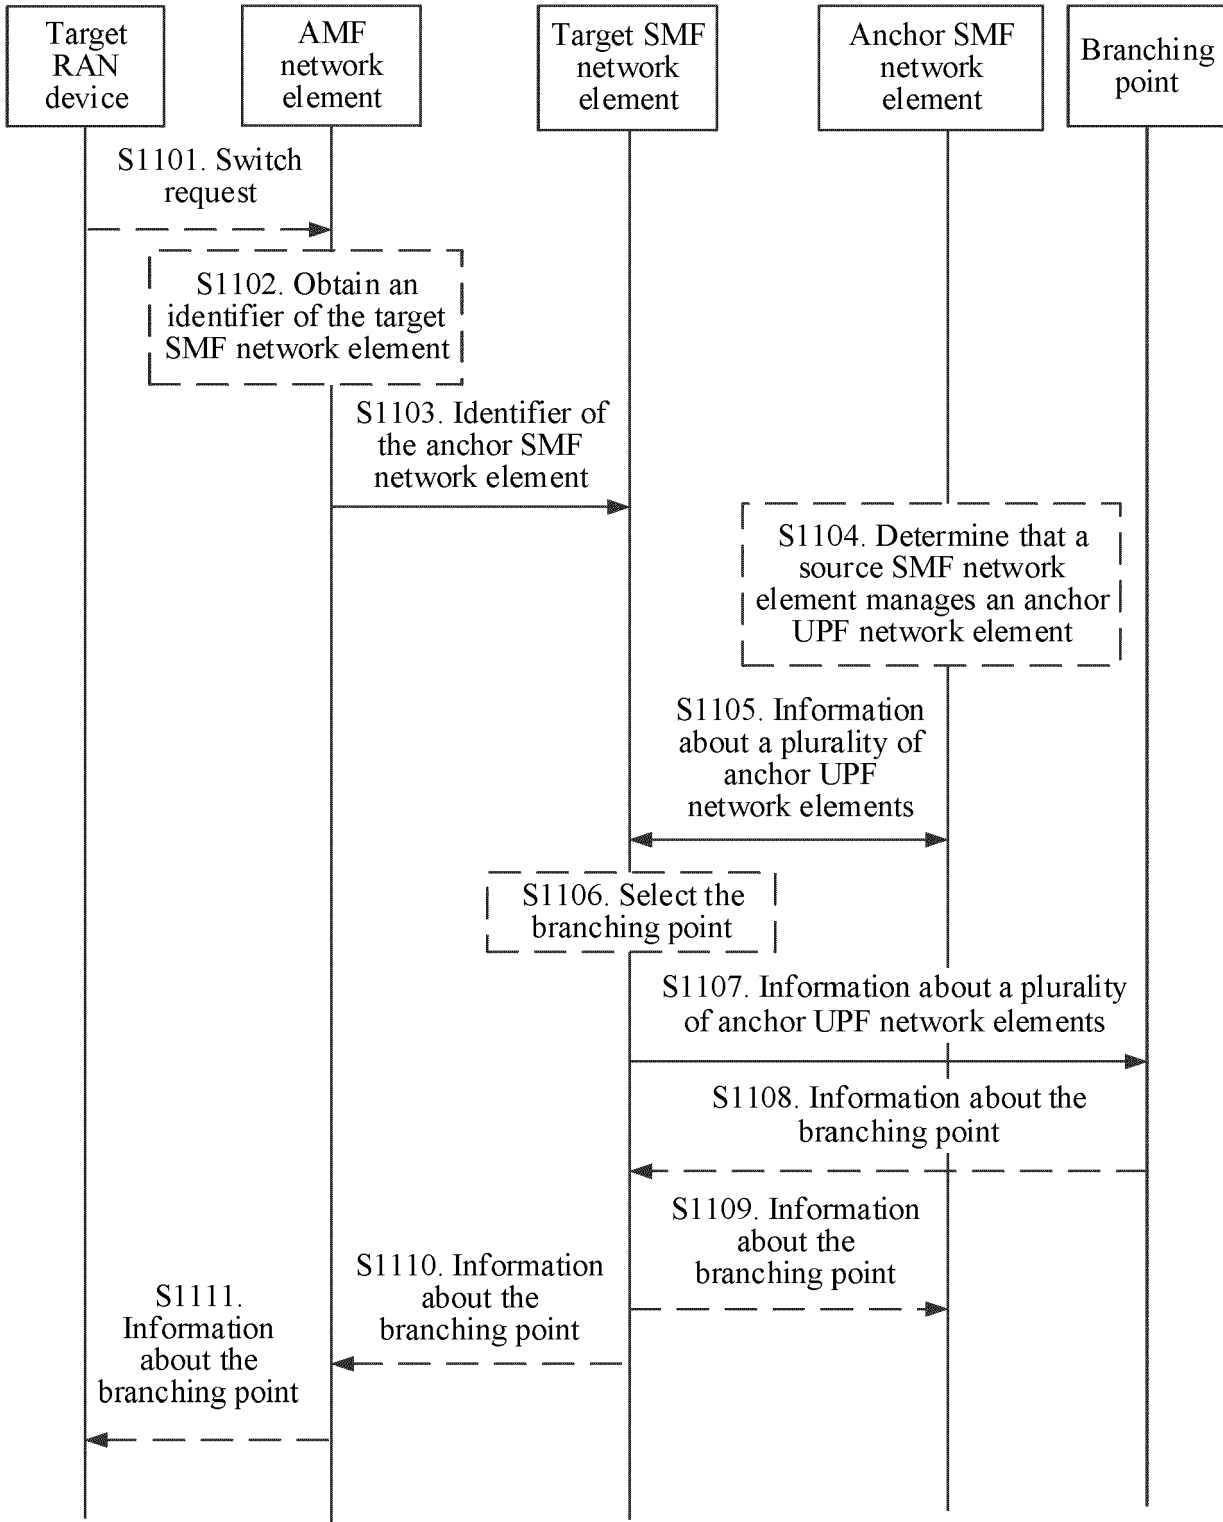 Target
RAN
device
AMF
network
element
Target SMF
network
element
Anchor SMF
network
element
Branching
point
S1101. Switch
request
S1102. Obtain an
identifier of the target
SMF network element
S1103. Identifier of
the anchor SMF
network element
S1104. Determine that a
source SMF network
element manages an anchor
UPF network element
S1105. Information
about a plurality of
anchor UPF
network elements
S1106. Select the
branching point
S1107. Information about a plurality
of anchor UPF network elements
S1108. Information about the
branching point
S1109. Information
about the
branching point
S1110. Information
about the
branching point
S1111.
Information
about the
branching point